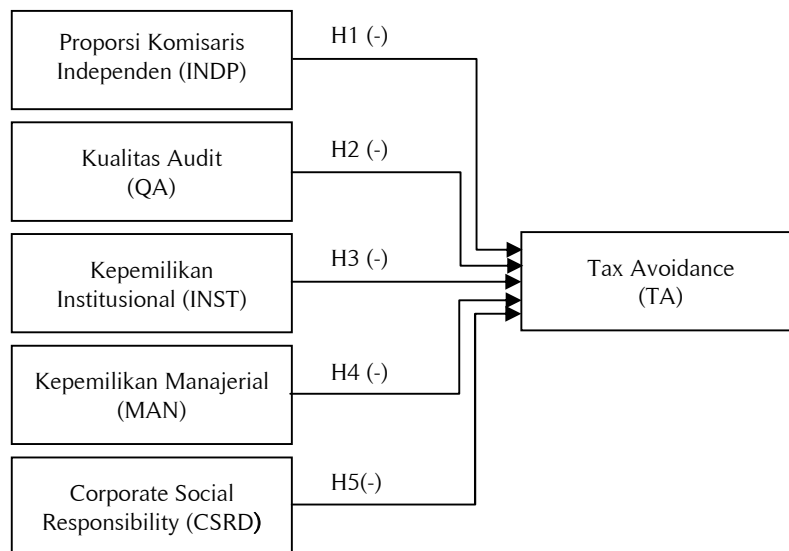 Proporsi Komisaris
Independen (INDP)
H1 (-)
Kualitas Audit
(QA)
H2 (-)
Kepemilikan
Institusional (INST)
H3 (-)
Tax Avoidance
(TA)
Kepemilikan Manajerial
(MAN)
H4 (-)
Corporate Social
Responsibility (CSRD)
H5(-)